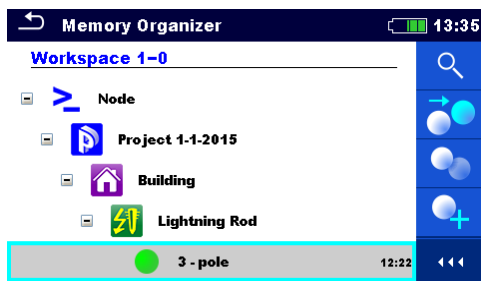 Memory Organizer 13:35
Workspace 1-0
Node
Project 1-1-2015
Building
Lightning Rod
3 - pole 12:22